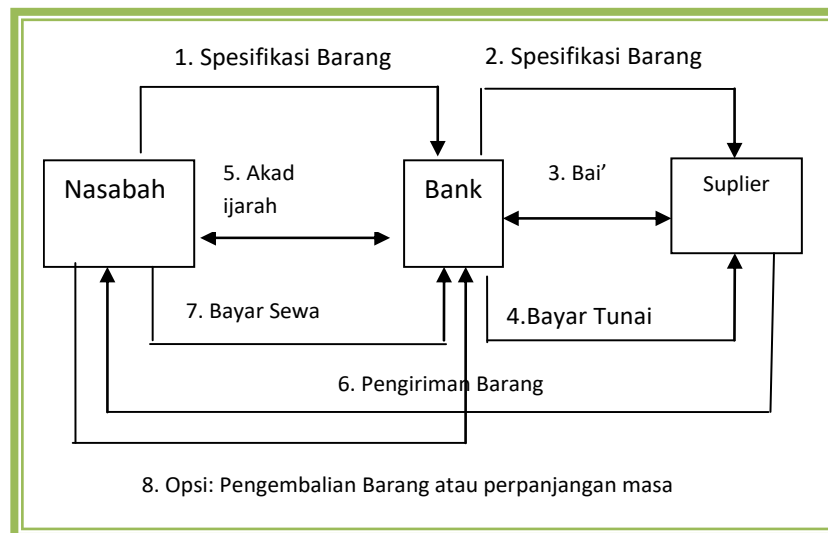 1. Spesifikasi Barang
2. Spesifikasi Barang
Nasabah
5. Akad
ijarah
Bank
3. Bai’
Suplier
7. Bayar Sewa
4.Bayar Tunai
6. Pengiriman Barang
8. Opsi: Pengembalian Barang atau perpanjangan masa